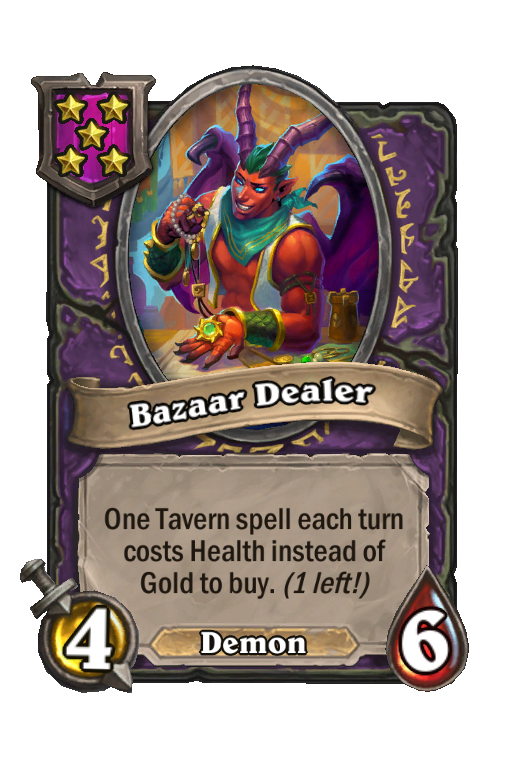 Bazaar Dealer
One Tavern spell each turn
costs Health instead of
Gold to buy. (1 left!)
4
Demon
6